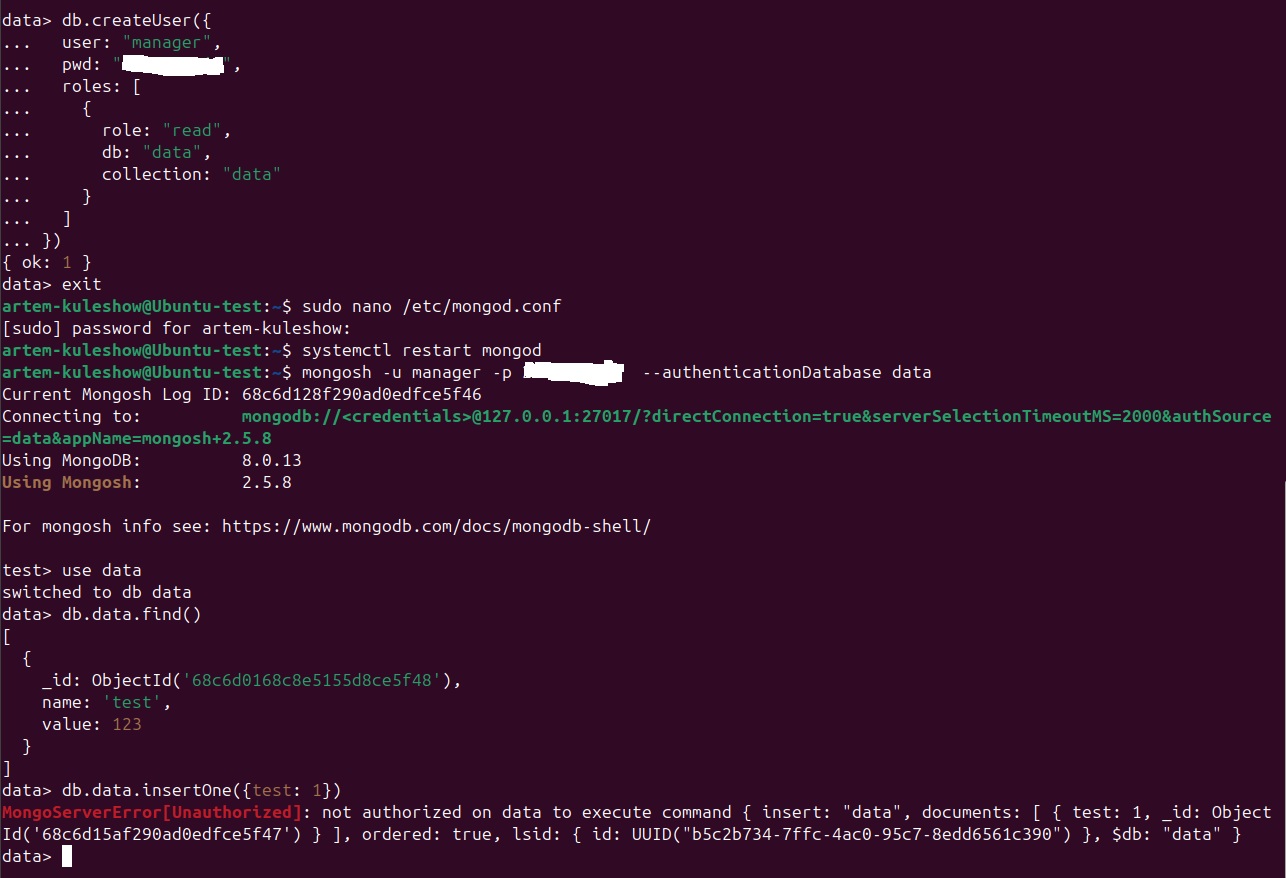 data> db.createUser({
...   user: "manager",
...   pwd: "          ",
...   roles: [
...     {
...       role: "read",
...       db: "data",
...       collection: "data"
...     }
...   ]
... })
{ ok: 1 }
data> exit
artem-kuleshow@Ubuntu-test:~$ sudo nano /etc/mongod.conf
[sudo] password for artem-kuleshow:
artem-kuleshow@Ubuntu-test:~$ systemctl restart mongod
artem-kuleshow@Ubuntu-test:~$ mongosh -u manager -p            --authenticationDatabase data
Current Mongosh Log ID: 68c6d128f290ad0edfce5f46
Connecting to:          mongodb://<credentials>@127.0.0.1:27017/?directConnection=true&serverSelectionTimeoutMS=2000&authSource
=data&appName=mongosh+2.5.8
Using MongoDB:          8.0.13
Using Mongosh:          2.5.8
For mongosh info see: https://www.mongodb.com/docs/mongodb-shell/
test> use data
switched to db data
data> db.data.find()
[
  {
    _id: ObjectId('68c6d0168c8e5155d8ce5f48'),
    name: 'test',
    value: 123
  }
]
data> db.data.insertOne({test: 1})
MongoServerError[Unauthorized]: not authorized on data to execute command { insert: "data", documents: [ { test: 1, _id: Object
Id('68c6d15af290ad0edfce5f47') } ], ordered: true, lsid: { id: UUID("b5c2b734-7ffc-4ac0-95c7-8edd6561c390") }, $db: "data" }
data>